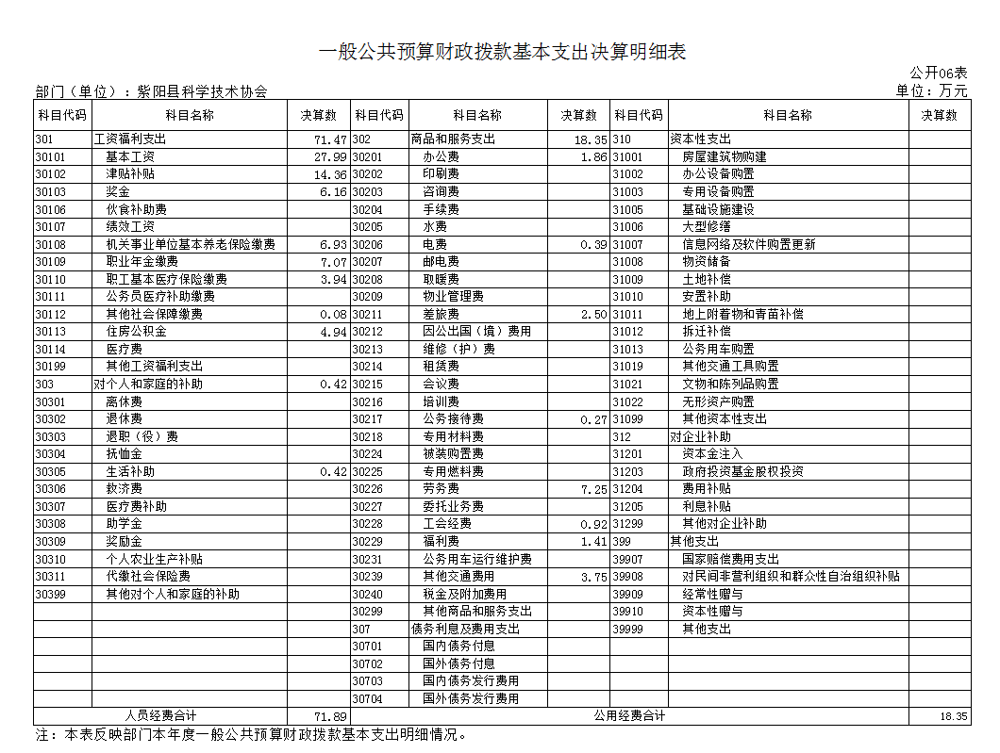 一般公共预算财政拨款基本支出决算明细表
公开06表
部门（单位）：紫阳县科学技术协会 单位：万元
科目代码 科目名称 决算数 科目代码 科目名称 决算数 科目代码 科目名称 决算数
301 工资福利支出 71.47 302 商品和服务支出 18.35 310 资本性支出
30101 基本工资 27.99 30201 办公费 1.86 31001 房屋建筑物购建
30102 津贴补贴 14.36 30202 印刷费 31002 办公设备购置
30103 奖金 6.16 30203 咨询费 31003 专用设备购置
30106 伙食补助费 30204 手续费 31005 基础设施建设
30107 绩效工资 30205 水费 31006 大型修缮
30108 机关事业单位基本养老保险缴费 6.93 30206 电费 0.39 31007 信息网络及软件购置更新
30109 职业年金缴费 7.07 30207 邮电费 31008 物资储备
30110 职工基本医疗保险缴费 3.94 30208 取暖费 31009 土地补偿
30111 公务员医疗补助缴费 30209 物业管理费 31010 安置补助
30112 其他社会保障缴费 0.08 30211 差旅费 2.50 31011 地上附着物和青苗补偿
30113 住房公积金 4.94 30212 因公出国（境）费用 31012 拆迁补偿
30114 医疗费 30213 维修（护）费 31013 公务用车购置
30199 其他工资福利支出 30214 租赁费 31019 其他交通工具购置
303 对个人和家庭的补助 0.42 30215 会议费 31021 文物和陈列品购置
30301 离休费 30216 培训费 31022 无形资产购置
30302 退休费 30217 公务接待费 0.27 31099 其他资本性支出
30303 退职（役）费 30218 专用材料费 312 对企业补助
30304 抚恤金 30224 被装购置费 31201 资本金注入
30305 生活补助 0.42 30225 专用燃料费 31203 政府投资基金股权投资
30306 救济费 30226 劳务费 7.25 31204 费用补贴
30307 医疗费补助 30227 委托业务费 31205 利息补贴
30308 助学金 30228 工会经费 0.92 31299 其他对企业补助
30309 奖励金 30229 福利费 1.41 399 其他支出
30310 个人农业生产补贴 30231 公务用车运行维护费 39907 国家赔偿费用支出
30311 代缴社会保险费 30239 其他交通费用 3.75 39908 对民间非营利组织和群众性自治组织补贴
30399 其他对个人和家庭的补助 30240 税金及附加费用 39909 经常性赠与
30299 其他商品和服务支出 39910 资本性赠与
307 债务利息及费用支出 39999 其他支出
30701 国内债务付息
30702 国外债务付息
30703 国内债务发行费用
30704 国外债务发行费用
人员经费合计 71.89 公用经费合计 18.35
注：本表反映部门本年度一般公共预算财政拨款基本支出明细情况。